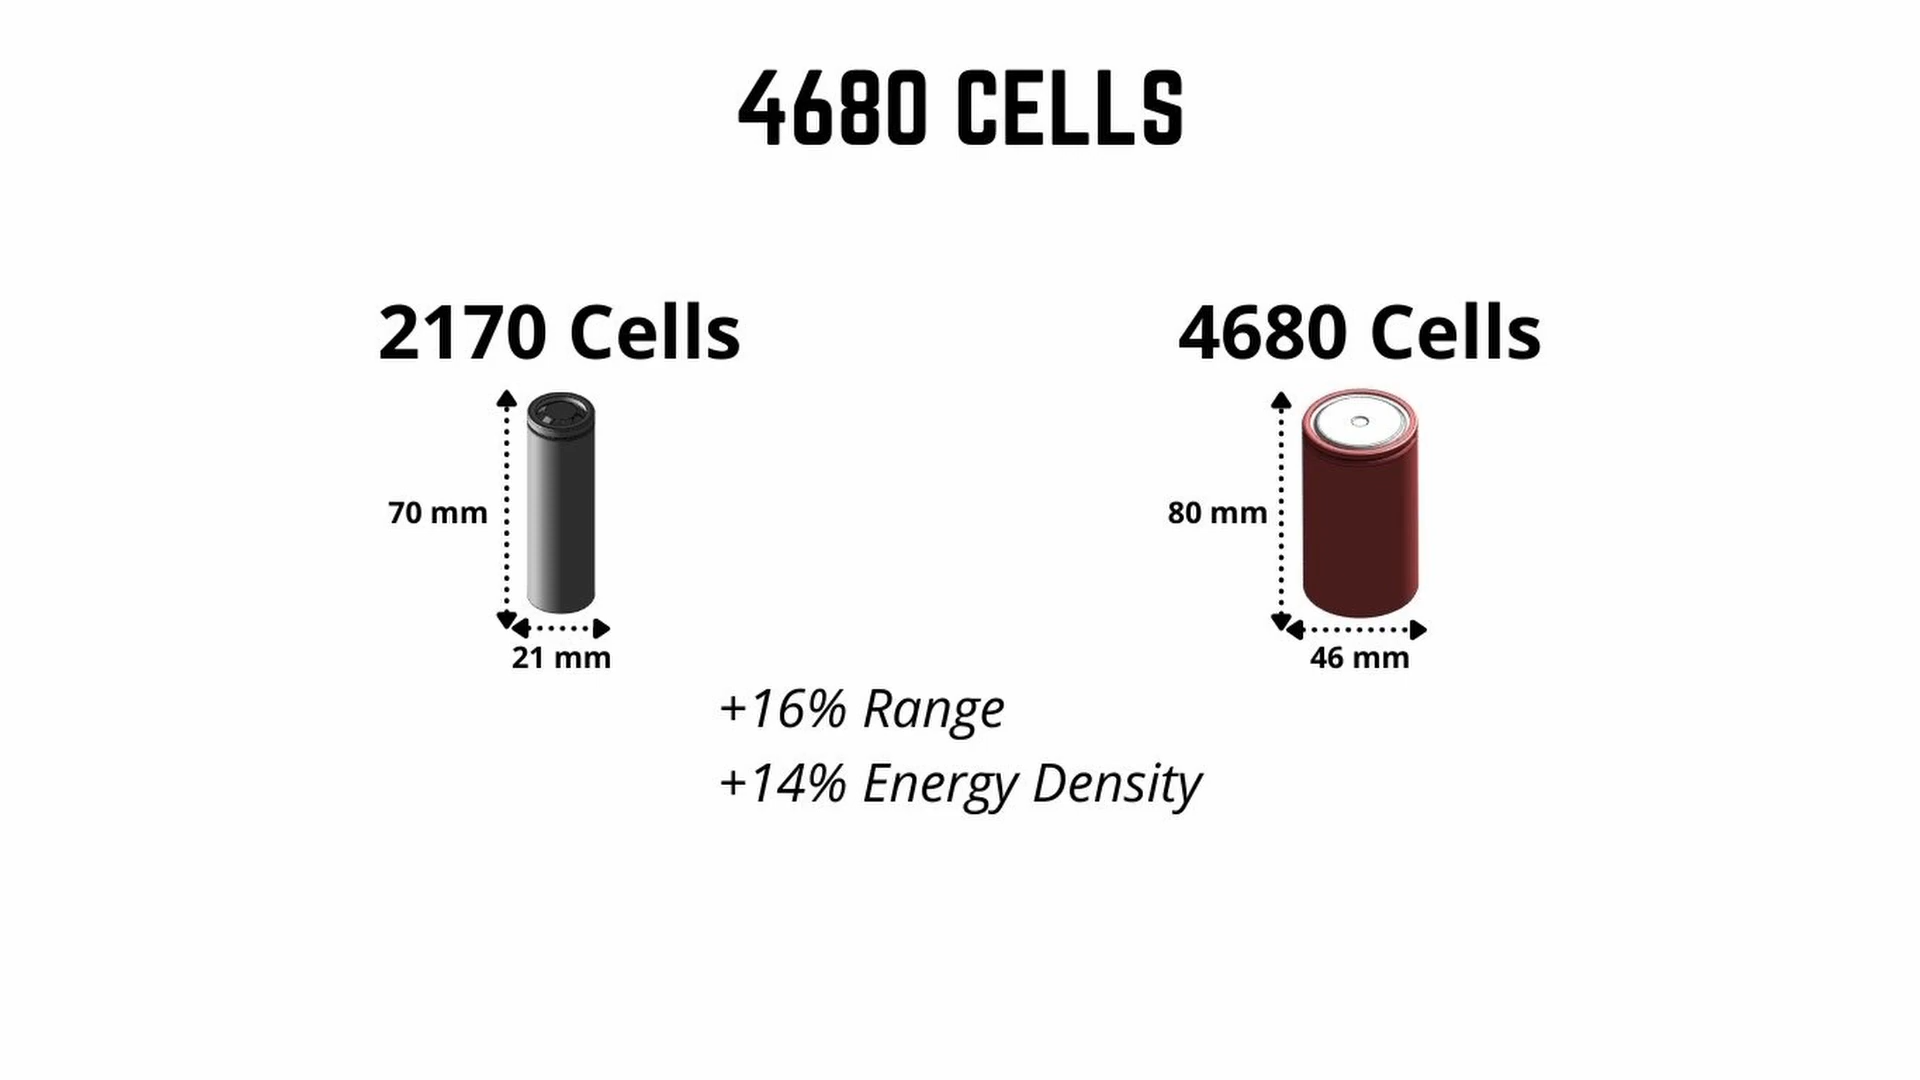 4680 CELLS
2170 Cells
4680 Cells
70 mm
80 mm
21 mm
46 mm
+16% Range
+14% Energy Density